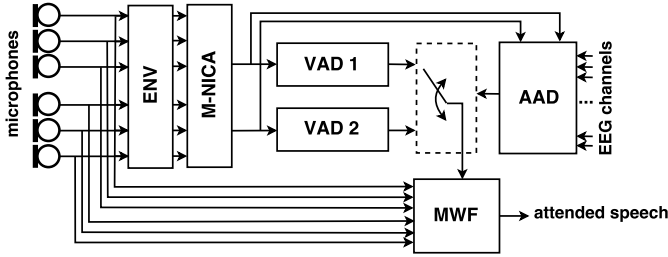 microphones
ENV
M-NICA
VAD 1
VAD 2
AAD
...
EEG channels
MWF
attended speech